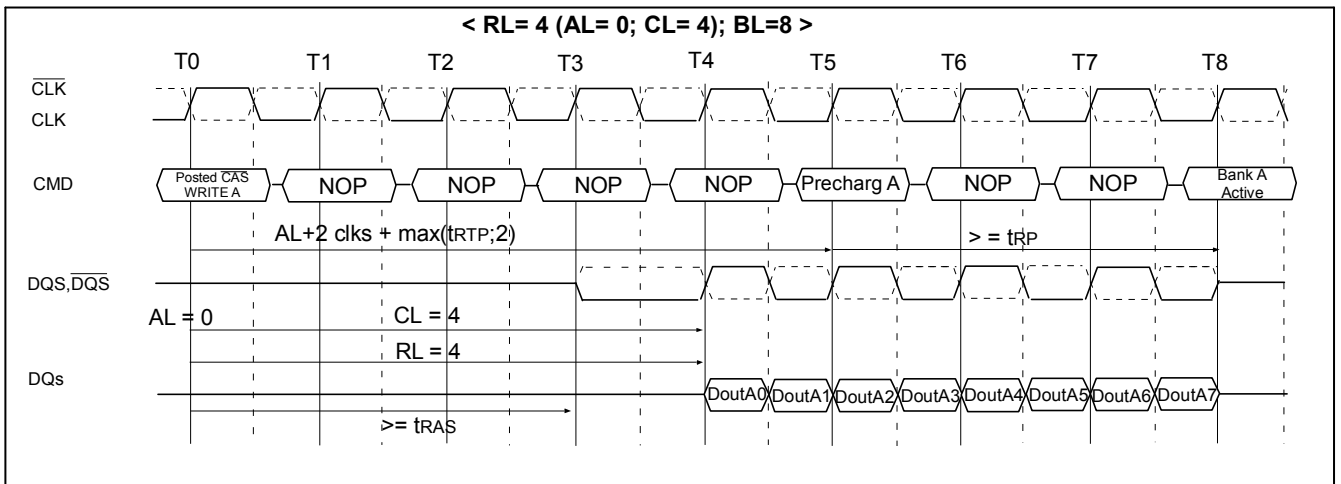 < RL= 4 (AL= 0; CL= 4); BL=8 >
T0 T1 T2 T3 T4 T5 T6 T7 T8
CLK
CLK
CMD
Posted CAS
WRITE A
NOP NOP NOP NOP Precharg A NOP NOP
Bank A
Active
AL+2 clks + max(tRTP;2)
> = tRP
DQS,DQS
AL = 0
CL = 4
RL = 4
DQs
DoutA0 DoutA1 DoutA2 DoutA3 DoutA4 DoutA5 DoutA6 DoutA7
>= tRAS